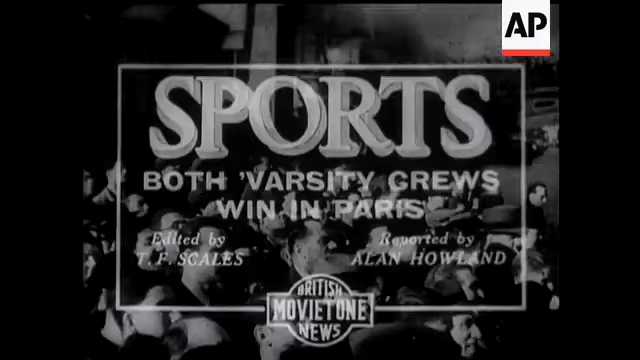 AP
SPORTS
BOTH 'VARSITY CREWS
WIN IN PARIS
Edited by
T. F. SCALES
Reported by
ALAN HOWLAND
BRITISH
MOVIETONE
NEWS